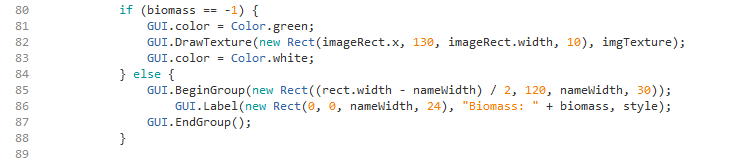 80 if (biomass == -1) {
81 GUI.color = Color.green;
82 GUI.DrawTexture(new Rect(imageRect.x, 130, imageRect.width, 10), imgTexture);
83 GUI.color = Color.white;
84 } else {
85 GUI.BeginGroup(new Rect((rect.width - nameWidth) / 2, 120, nameWidth, 30));
86 GUI.Label(new Rect(0, 0, nameWidth, 24), "Biomass: " + biomass, style);
87 GUI.EndGroup();
88 }
89